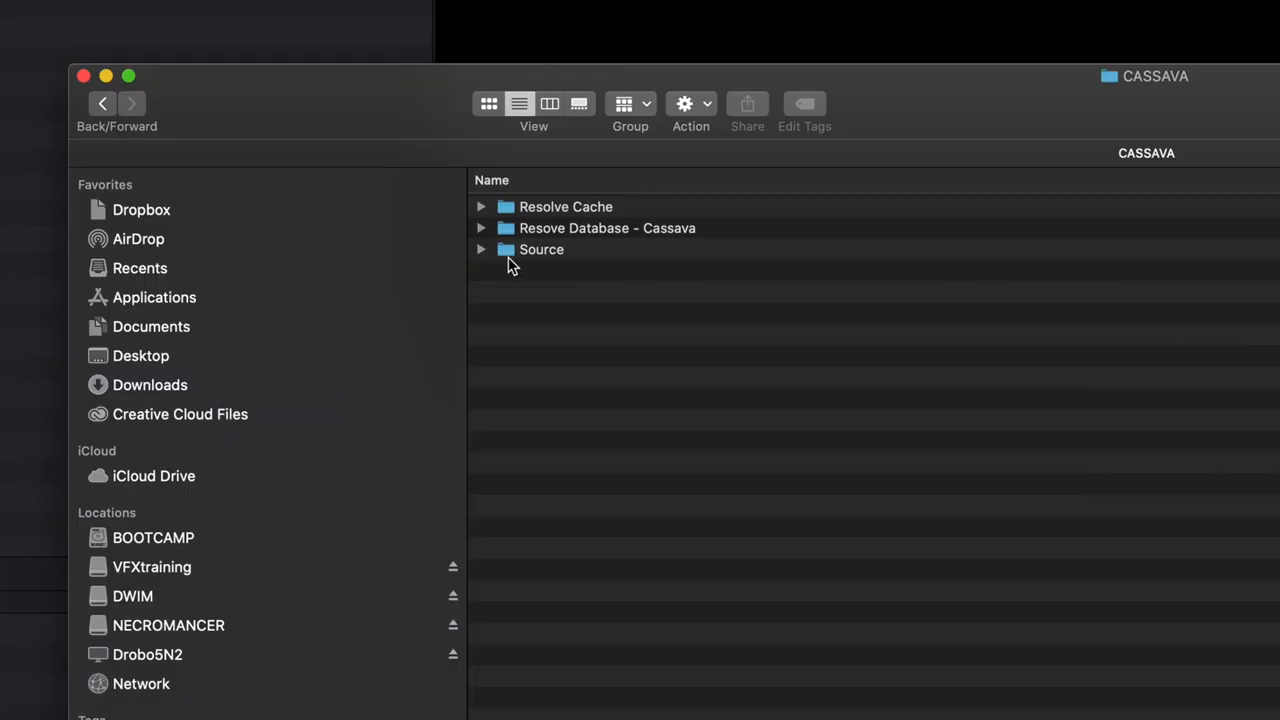 CASSAVA
Back/Forward
View
Group
Action
Share
Edit Tags
CASSAVA
Favorites
Dropbox
AirDrop
Recents
Applications
Documents
Desktop
Downloads
Creative Cloud Files
iCloud
iCloud Drive
Locations
BOOTCAMP
VFXtraining
DWIM
NECROMANCER
Drobo5N2
Network
Tags
Name
Resolve Cache
Resove Database - Cassava
Source